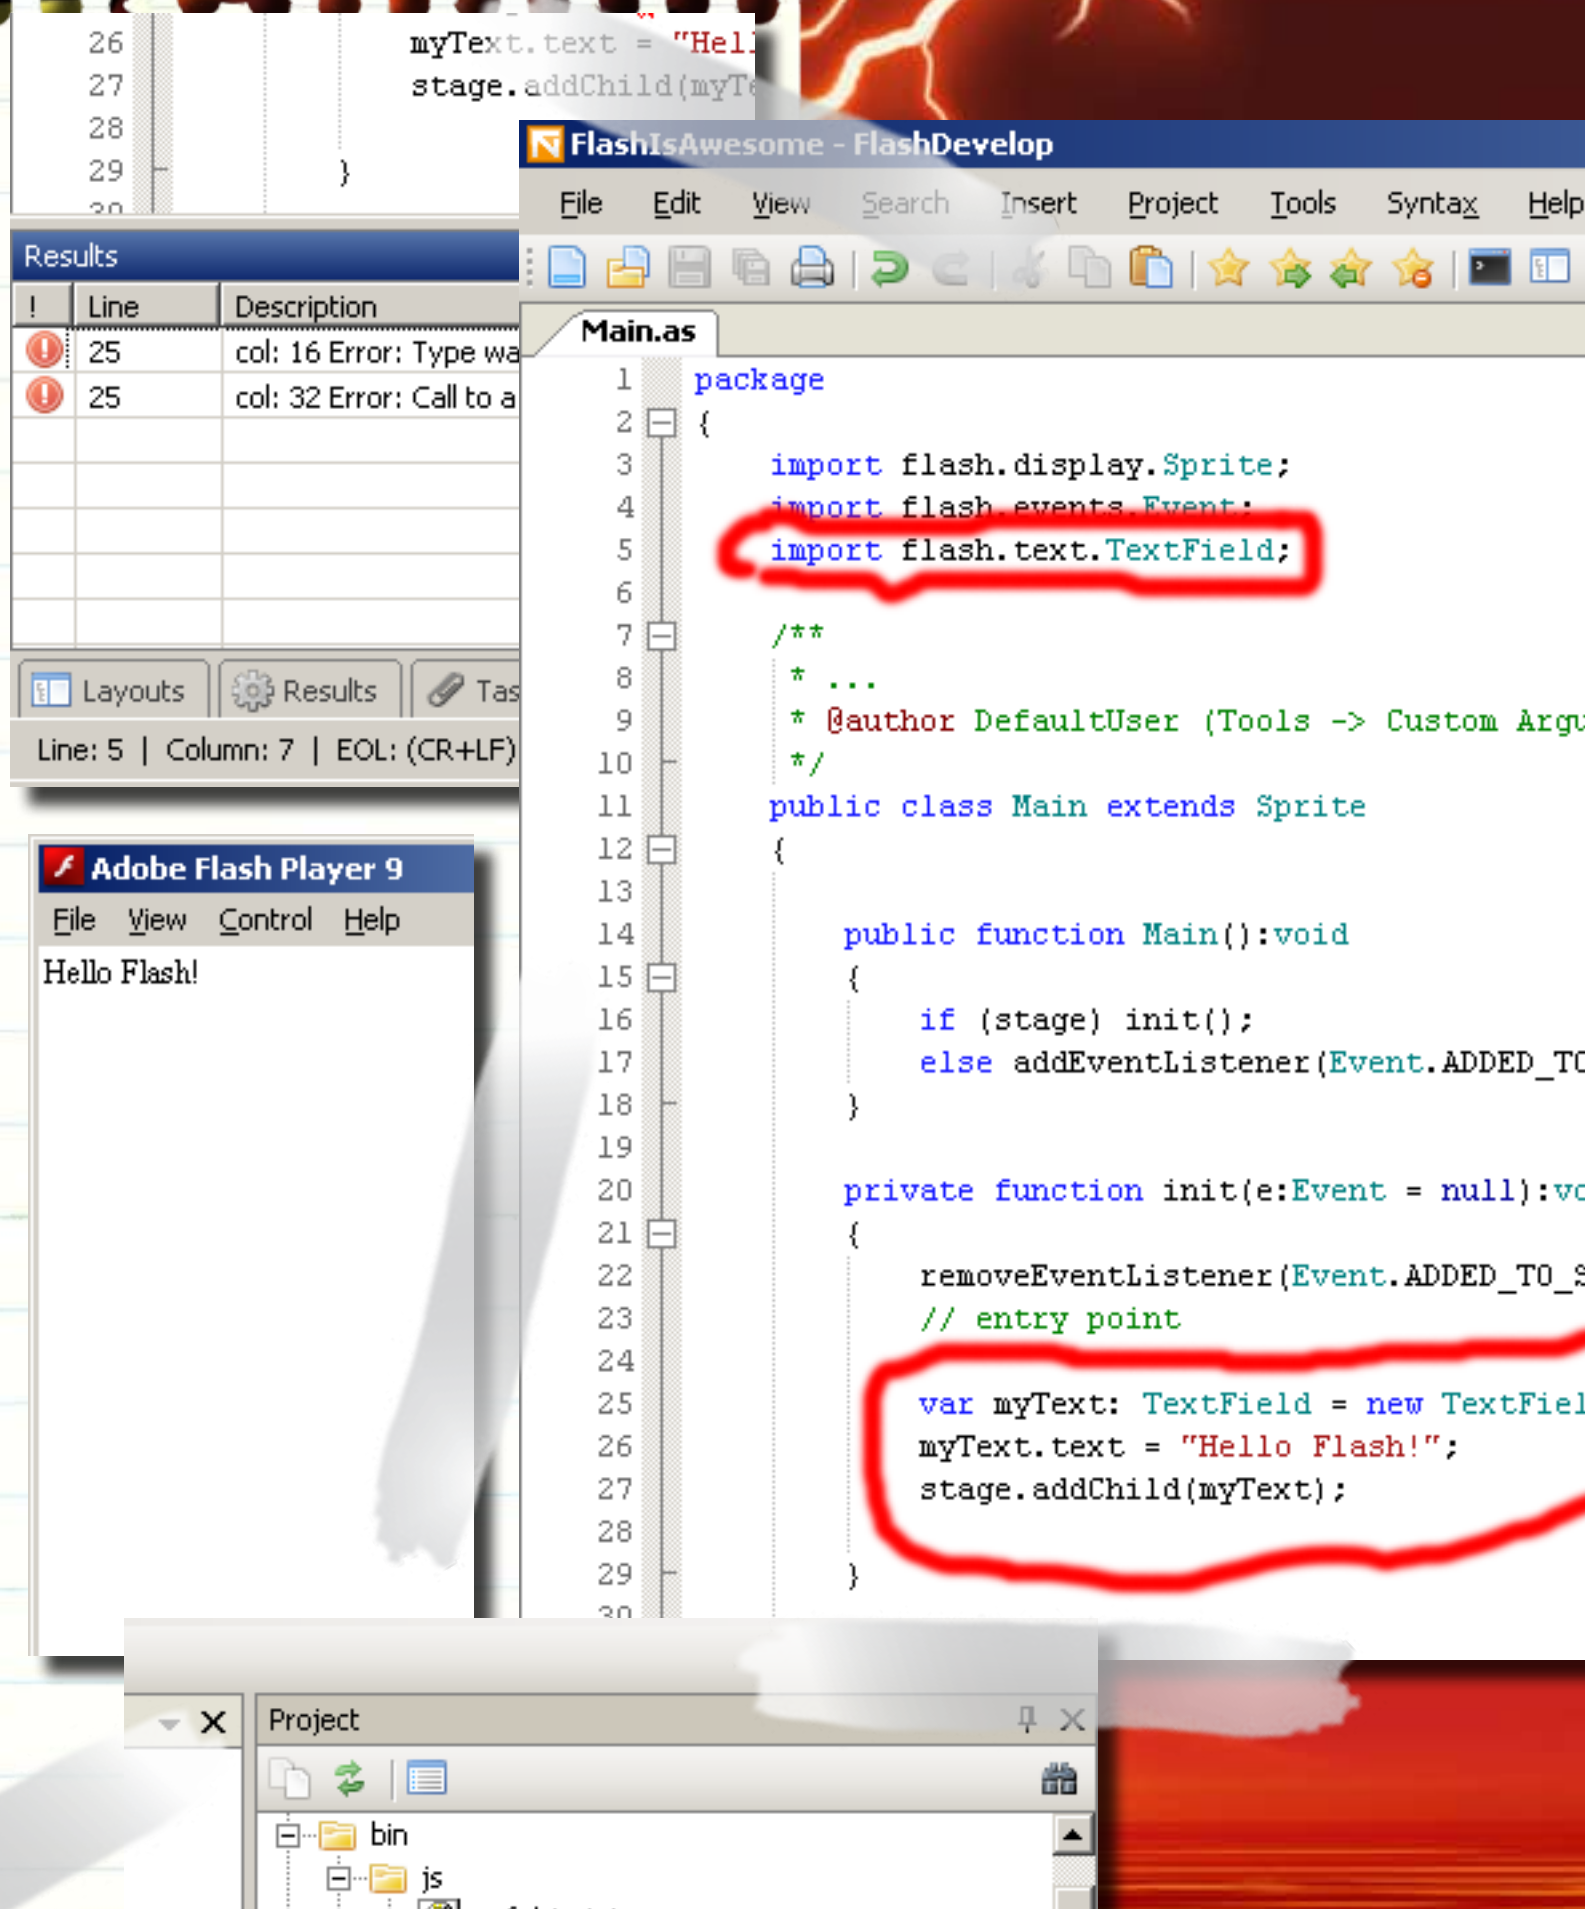 26 myText.text = "Hell
27 stage.addChild(myTe
28
29 }
30
Results
! Line Description
25 col: 16 Error: Type wa
25 col: 32 Error: Call to a
Layouts Results Tas
Line: 5 | Column: 7 | EOL: (CR+LF)
FlashIsAwesome - FlashDevelop
File Edit View Search Insert Project Tools Syntax Help
Main.as
1 package
2 {
3 import flash.display.Sprite;
4 import flash.events.Event;
5 import flash.text.TextField;
6
7 /**
8 * ...
9 * @author DefaultUser (Tools -> Custom Argu
10 */
11 public class Main extends Sprite
12 {
13
14 public function Main():void
15 {
16 if (stage) init();
17 else addEventListener(Event.ADDED_TO
18 }
19
20 private function init(e:Event = null):vo
21 {
22 removeEventListener(Event.ADDED_TO_S
23 // entry point
24
25 var myText: TextField = new TextFiel
26 myText.text = "Hello Flash!";
27 stage.addChild(myText);
28
29 }
30
Adobe Flash Player 9
File View Control Help
Hello Flash!
Project
bin
js